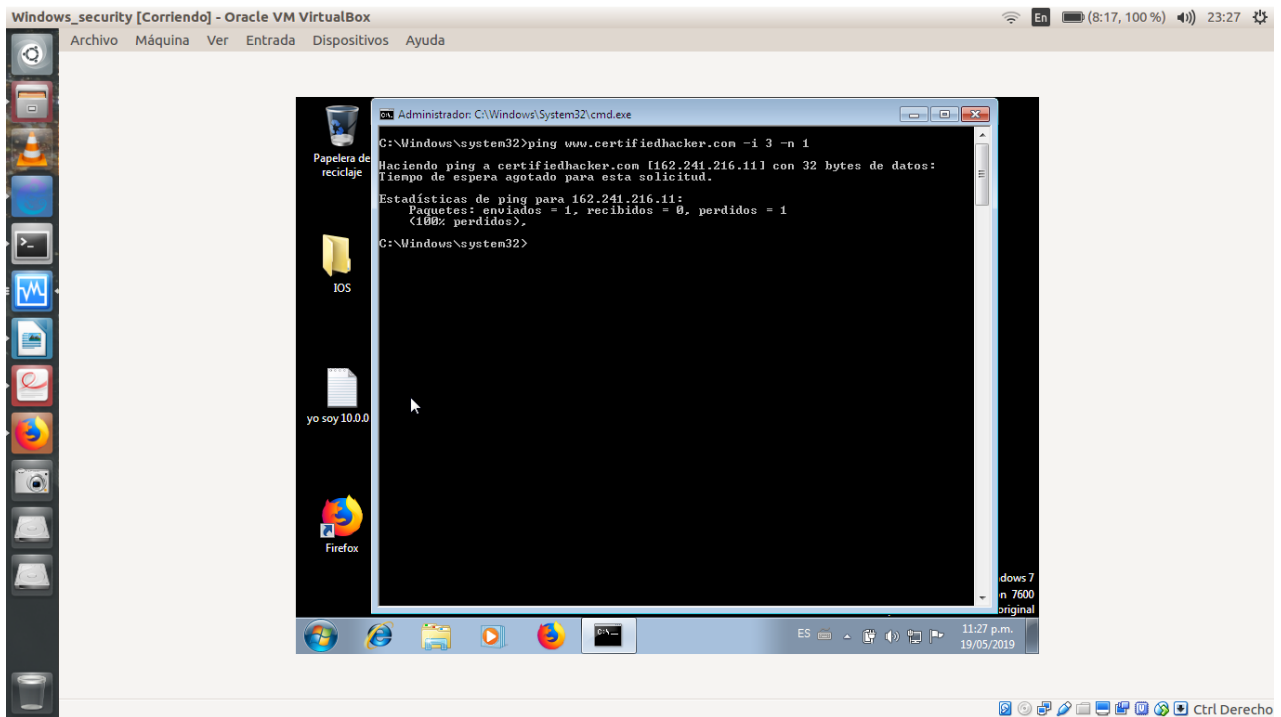 Windows_security [Corriendo] - Oracle VM VirtualBox
En (8:17, 100 %) 23:27
Archivo Máquina Ver Entrada Dispositivos Ayuda
Papelera de
reciclaje
IOS
yo soy 10.0.0
Firefox
Administrador: C:\Windows\System32\cmd.exe
C:\Windows\system32>ping www.certifiedhacker.com -i 3 -n 1
Haciendo ping a certifiedhacker.com [162.241.216.11] con 32 bytes de datos:
Tiempo de espera agotado para esta solicitud.
Estadísticas de ping para 162.241.216.11:
Paquetes: enviados = 1, recibidos = 0, perdidos = 1
(100% perdidos),
C:\Windows\system32>
dows 7
n 7600
original
ES
11:27 p.m.
19/05/2019
Ctrl Derecho